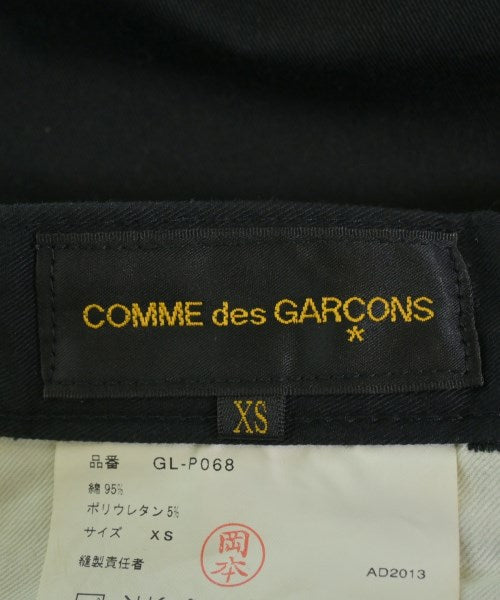 COMME des GARÇONS
XS
品番 GL-P068
綿 95%
ポリウレタン 5%
サイズ XS
縫製責任者
岡本
AD2013